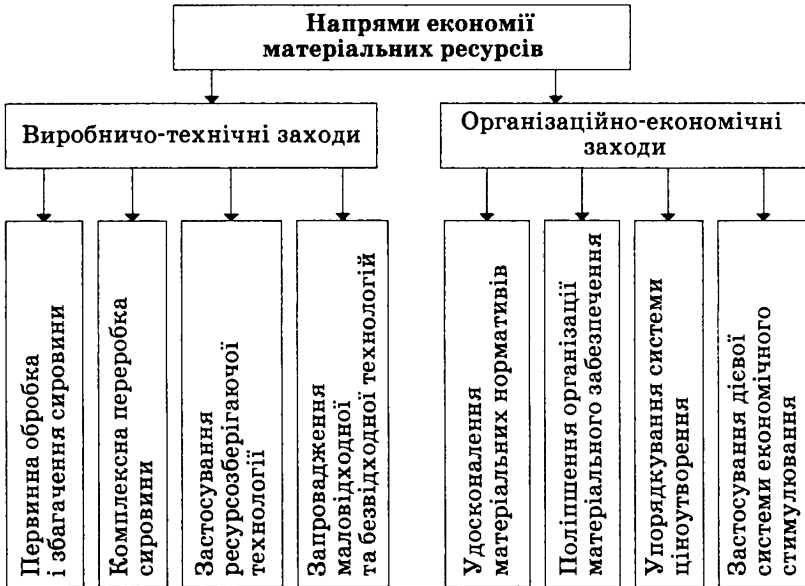 Напрями економії
матеріальних ресурсів
Виробничо-технічні заходи
Організаційно-економічні
заходи
Первинна обробка
і збагачення сировини
Комплексна переробка
сировини
Застосування
ресурсозберігаючої
технології
Запровадження
маловідходної
та безвідходної технологій
Удосконалення
матеріальних нормативів
Поліпшення організації
матеріального забезпечення
Упорядкування системи
ціноутворення
Застосування дієвої
системи економічного
стимулювання